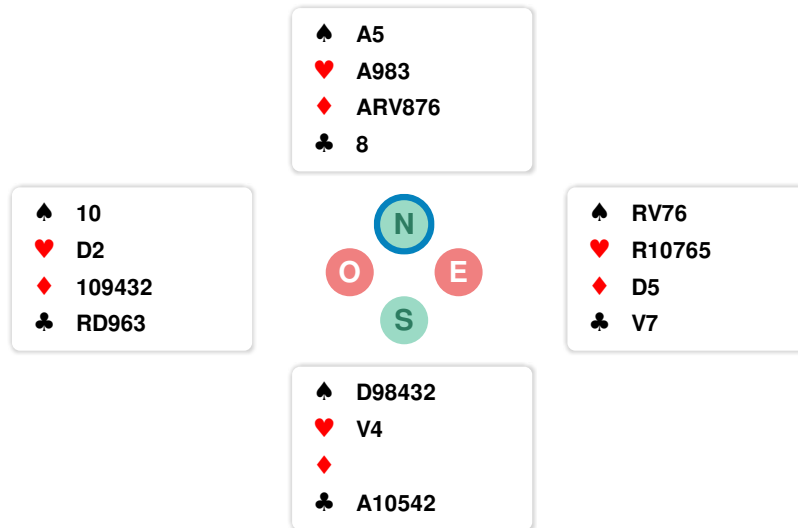 ♠ A5
♥ A983
♦ ARV876
♣ 8
♠ 10
♥ D2
♦ 109432
♣ RD963
N
O E
S
♠ RV76
♥ R10765
♦ D5
♣ V7
♠ D98432
♥ V4
♦
♣ A10542